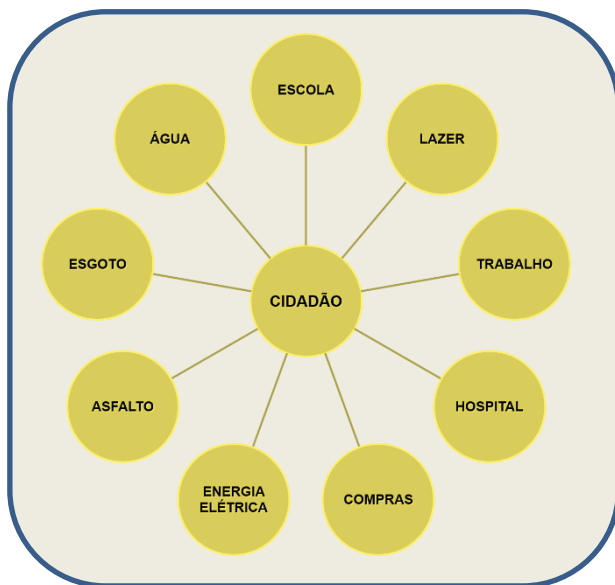 ESCOLA
ÁGUA
LAZER
ESGOTO
TRABALHO
CIDADÃO
ASFALTO
HOSPITAL
ENERGIA
ELÉTRICA
COMPRAS